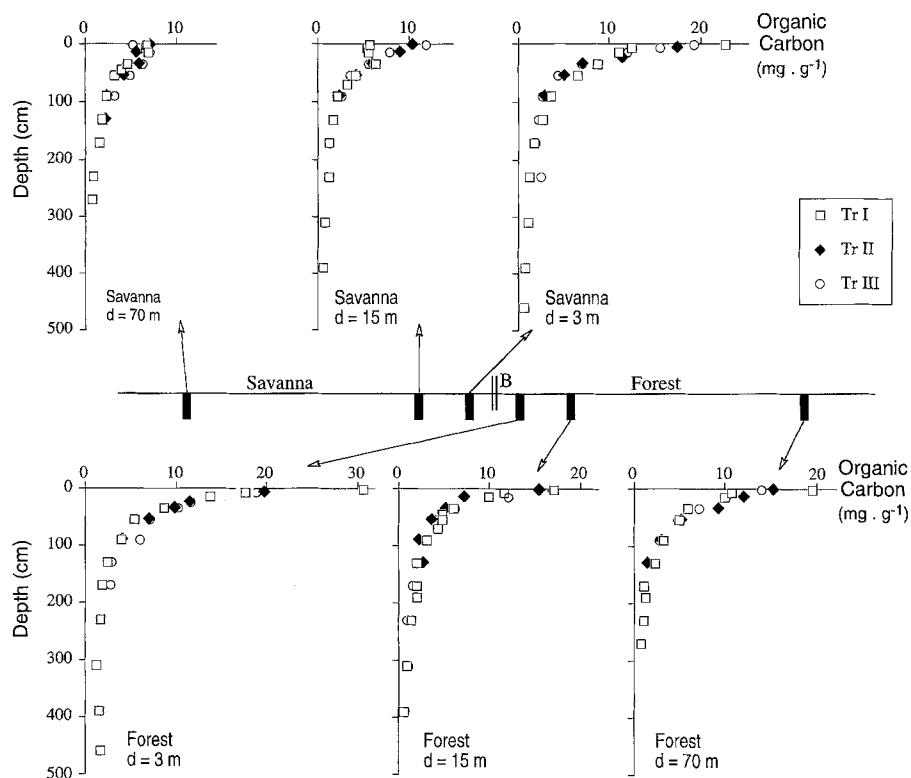 0 10 0 10 0 10 20 Organic
Carbon
(mg . g-1)
0
100
200
300
400
500
Depth (cm)
Savanna
d = 70 m
Savanna
d = 15 m
Savanna
d = 3 m
Tr I
Tr II
Tr III
Savanna B Forest
0 10 20 30 0 10 20 0 10 20 Organic
Carbon
(mg . g-1)
0
100
200
300
400
500
Depth (cm)
Forest
d = 3 m
Forest
d = 15 m
Forest
d = 70 m